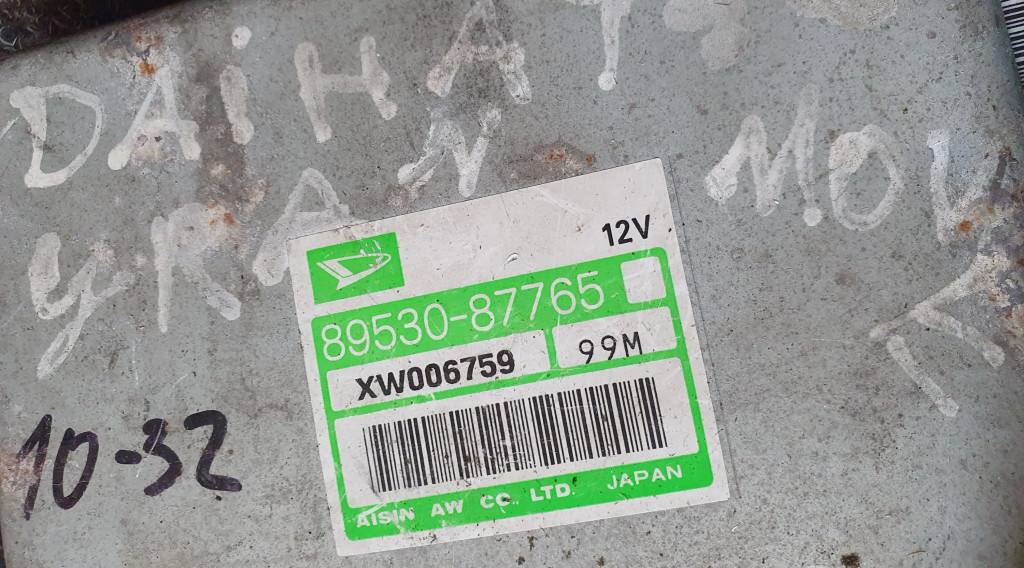 DAiHAT
YRAN MOV
12V
89530-87765
XW006759 99M
10-32
AISIN AW CO., LTD. JAPAN